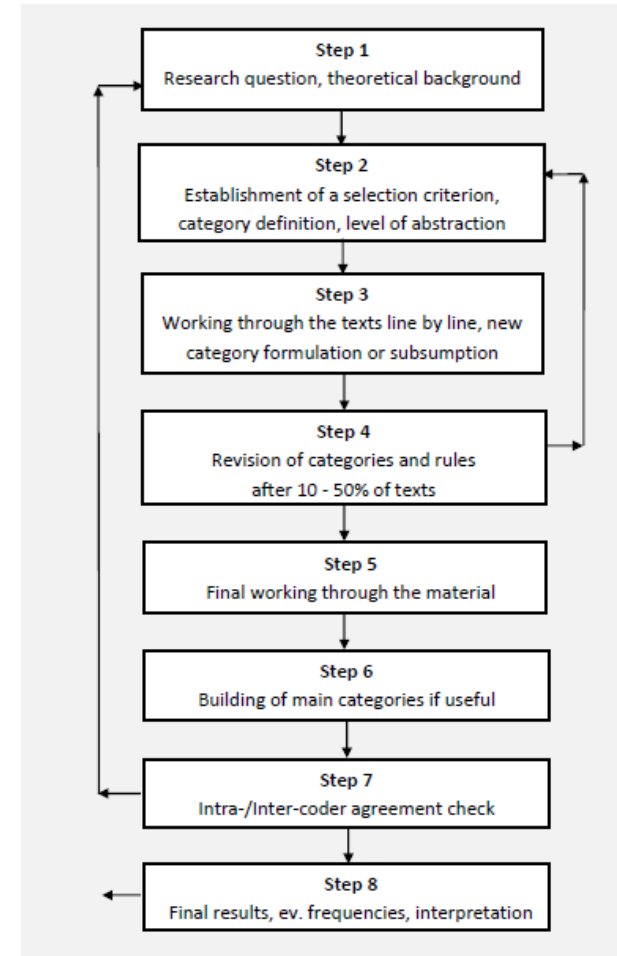 Step 1
Research question, theoretical background
Step 2
Establishment of a selection criterion,
category definition, level of abstraction
Step 3
Working through the texts line by line, new
category formulation or subsumption
Step 4
Revision of categories and rules
after 10 - 50% of texts
Step 5
Final working through the material
Step 6
Building of main categories if useful
Step 7
Intra-/Inter-coder agreement check
Step 8
Final results, ev. frequencies, interpretation